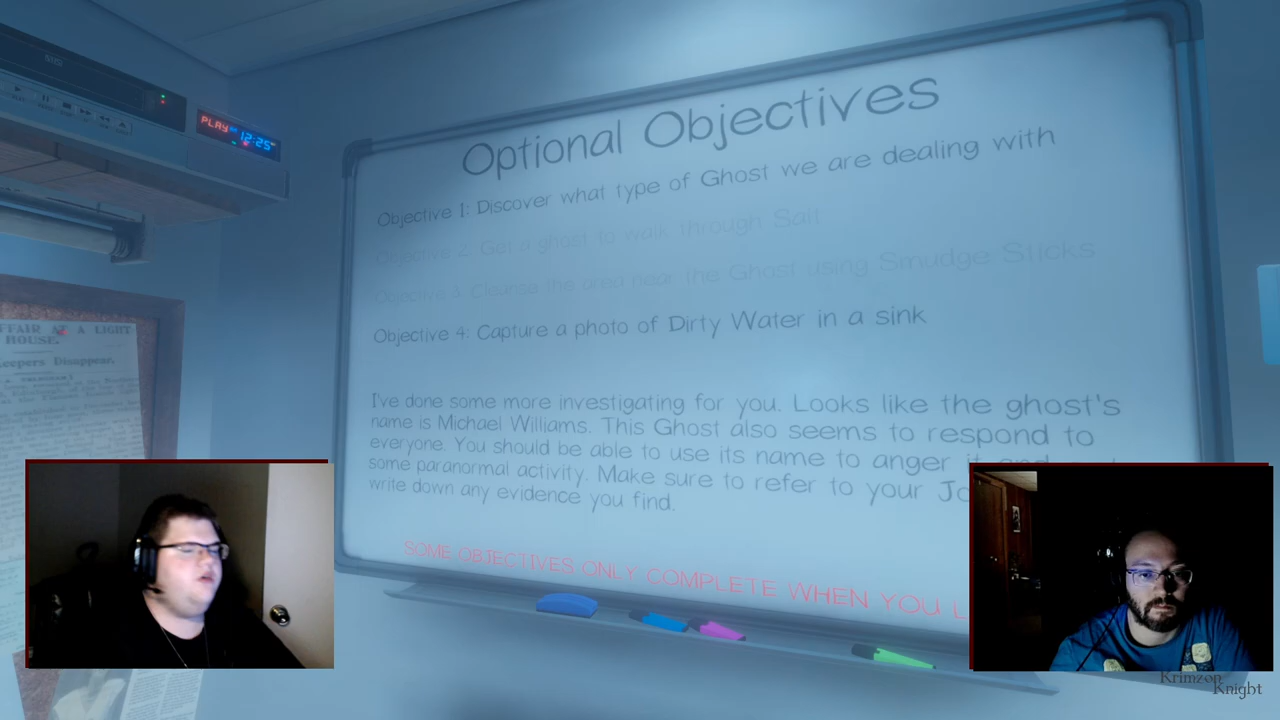 PLAY 12:25
Optional Objectives
Objective 1: Discover what type of Ghost we are dealing with
Objective 2: Get a ghost to walk through Salt
Objective 3: Cleanse the area near the Ghost using Smudge Sticks
Objective 4: Capture a photo of Dirty Water in a sink
FFAIR AT A LIGHT
HOUSE.
eepers Disappear.
I've done some more investigating for you. Looks like the ghost's
name is Michael Williams. This Ghost also seems to respond to
everyone. You should be able to use its name to anger it and
some paranormal activity. Make sure to refer to your Jo
write down any evidence you find.
SOME OBJECTIVES ONLY COMPLETE WHEN YOU L
Krimzon
Knight